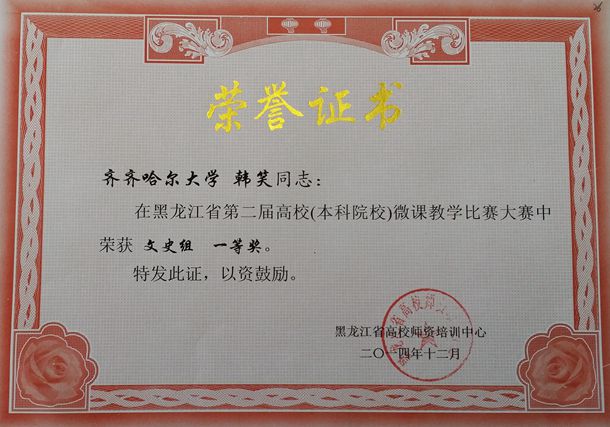 荣誉证书
齐齐哈尔大学 韩笑同志:
在黑龙江省第二届高校(本科院校)微课教学比赛大赛中
荣获 文史组 一等奖。
特发此证,以资鼓励。
黑龙江省高校师资培训中心
二〇一四年十二月